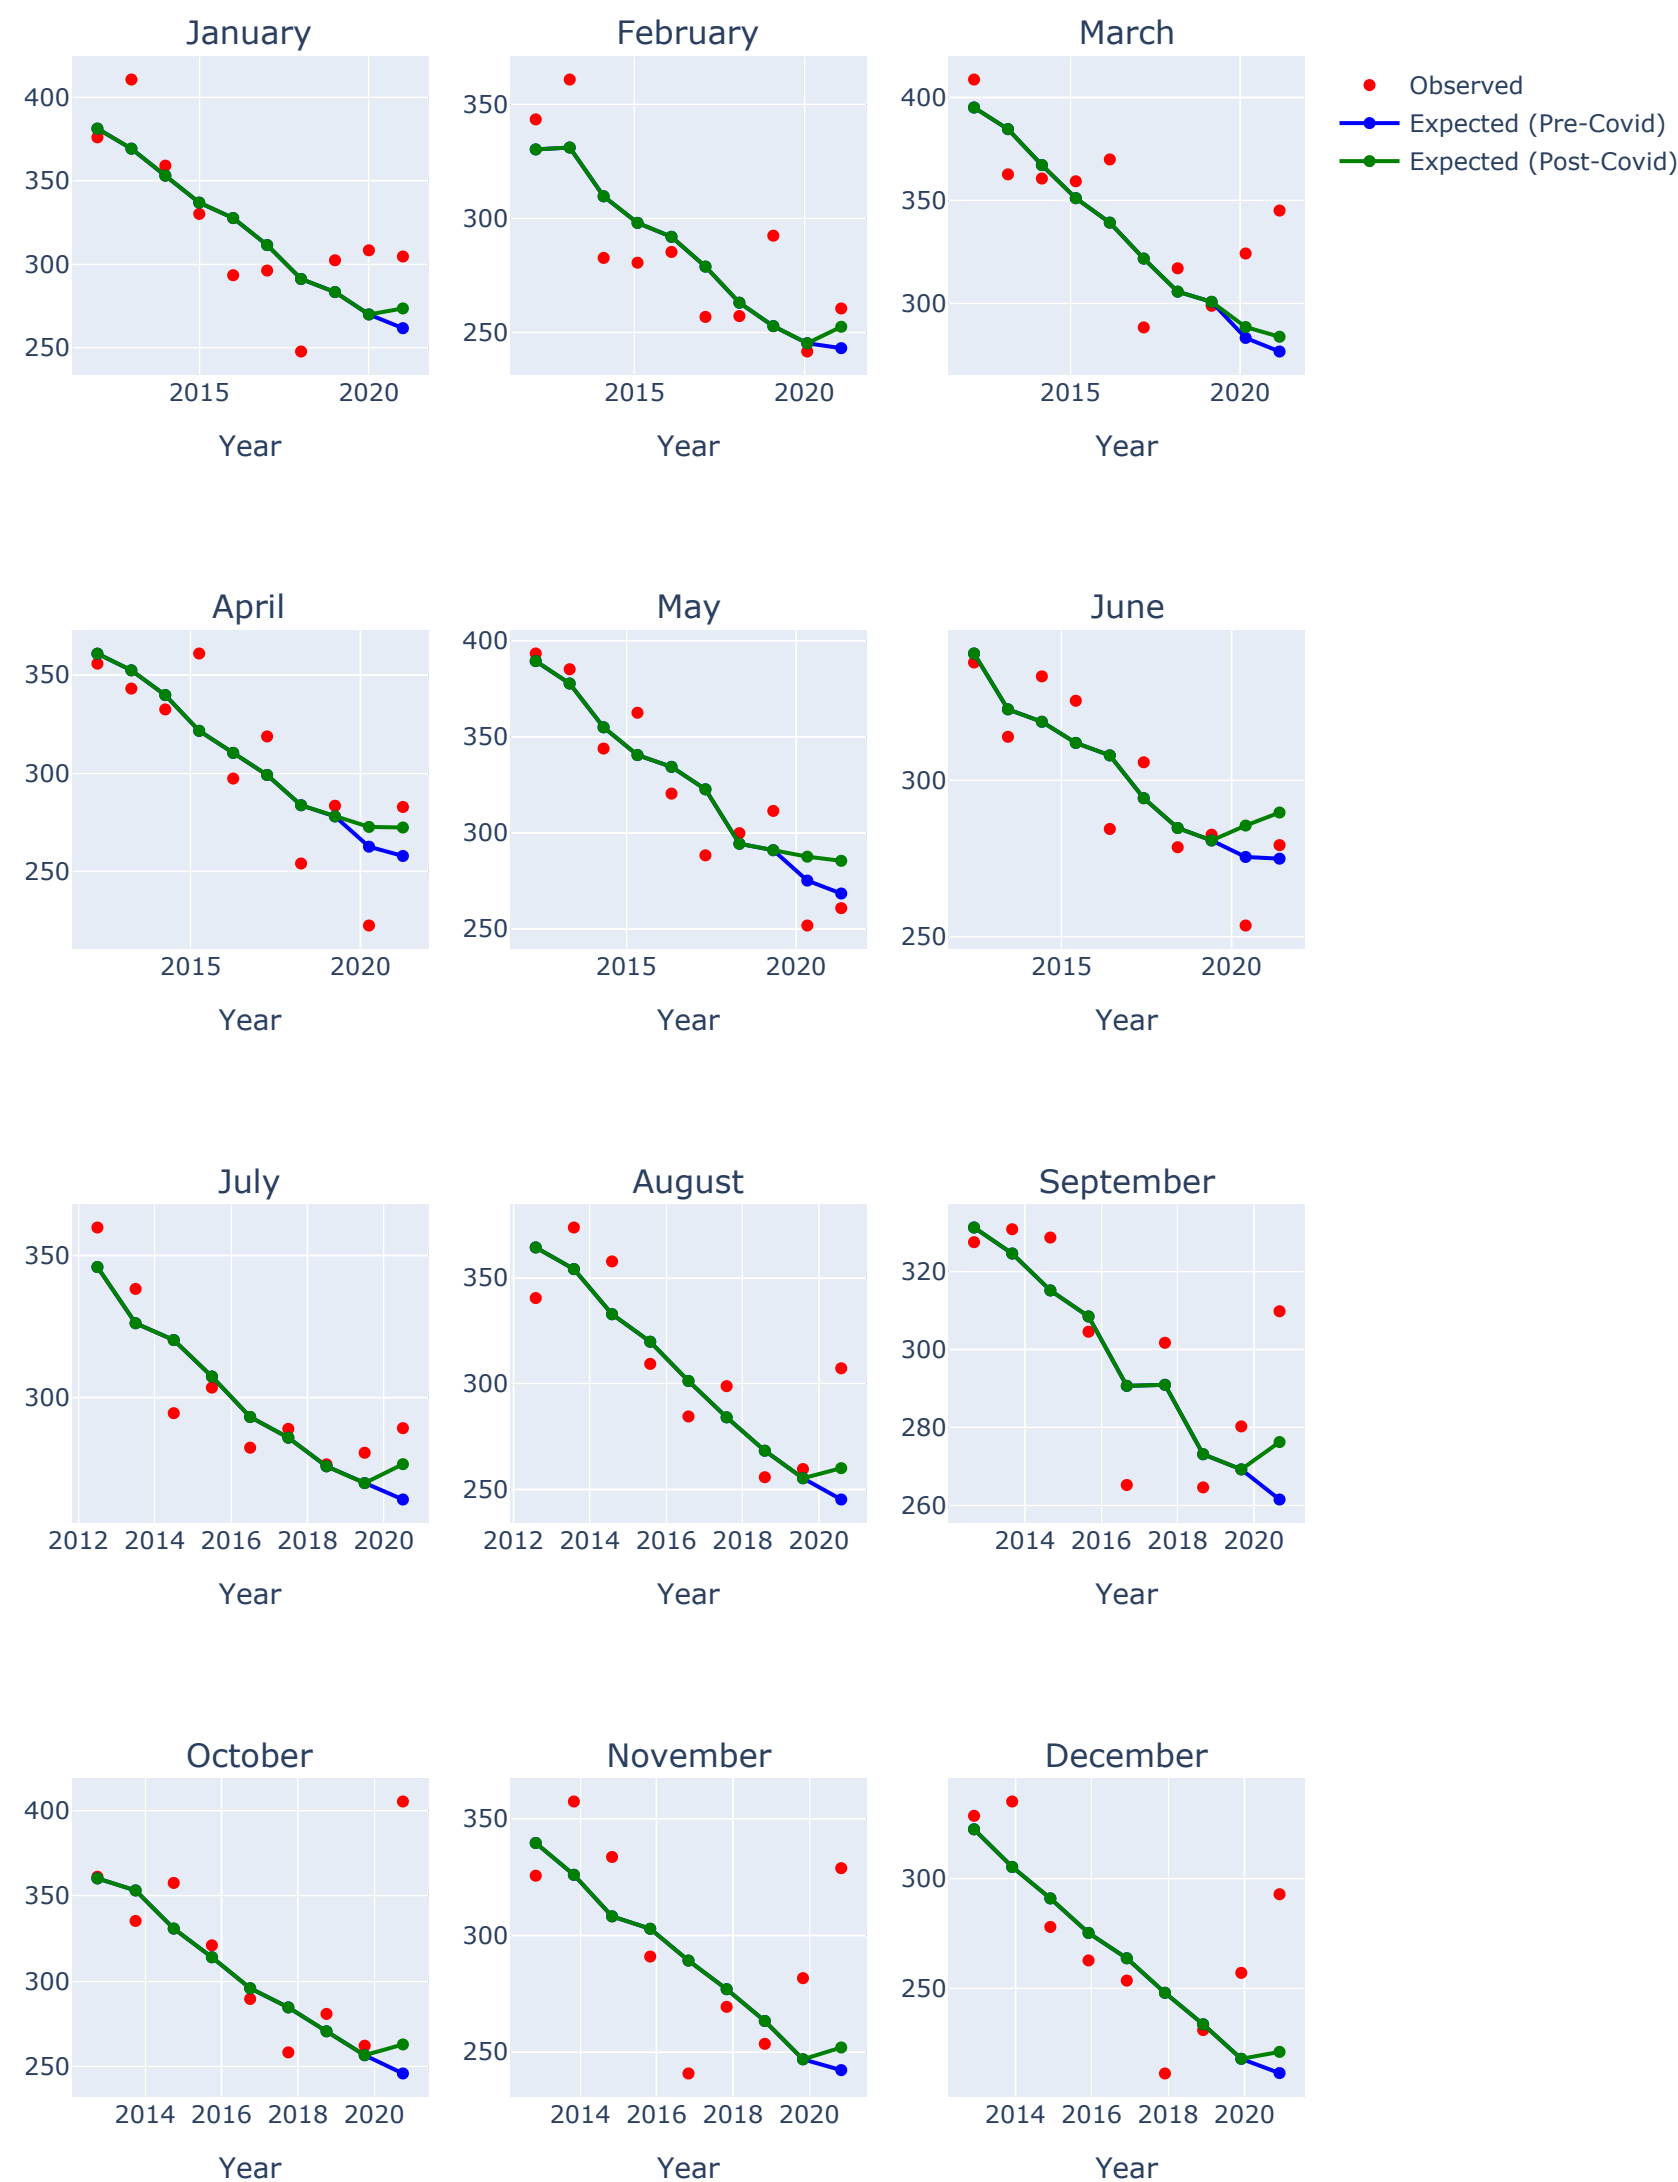 January
February
March
Observed
Expected (Pre-Covid)
Expected (Post-Covid)
400
350
300
250
2015
2020
Year
350
300
250
2015
2020
Year
400
350
300
2015
2020
Year
April
350
300
250
2015
2020
Year
May
400
350
300
250
2015
2020
Year
June
300
250
2015
2020
Year
July
350
300
2012 2014 2016 2018 2020
Year
August
350
300
250
2012 2014 2016 2018 2020
Year
September
320
300
280
260
2014 2016 2018 2020
Year
October
400
350
300
250
2014 2016 2018 2020
Year
November
350
300
250
2014 2016 2018 2020
Year
December
300
250
2014 2016 2018 2020
Year